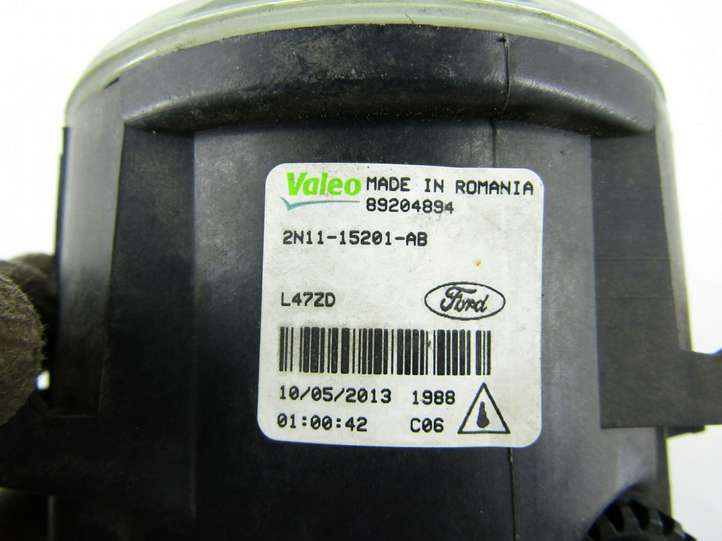 Valeo MADE IN ROMANIA
89204894
2N11-15201-AB
L47ZD
Ford
10/05/2013 1988
01:00:42 C06